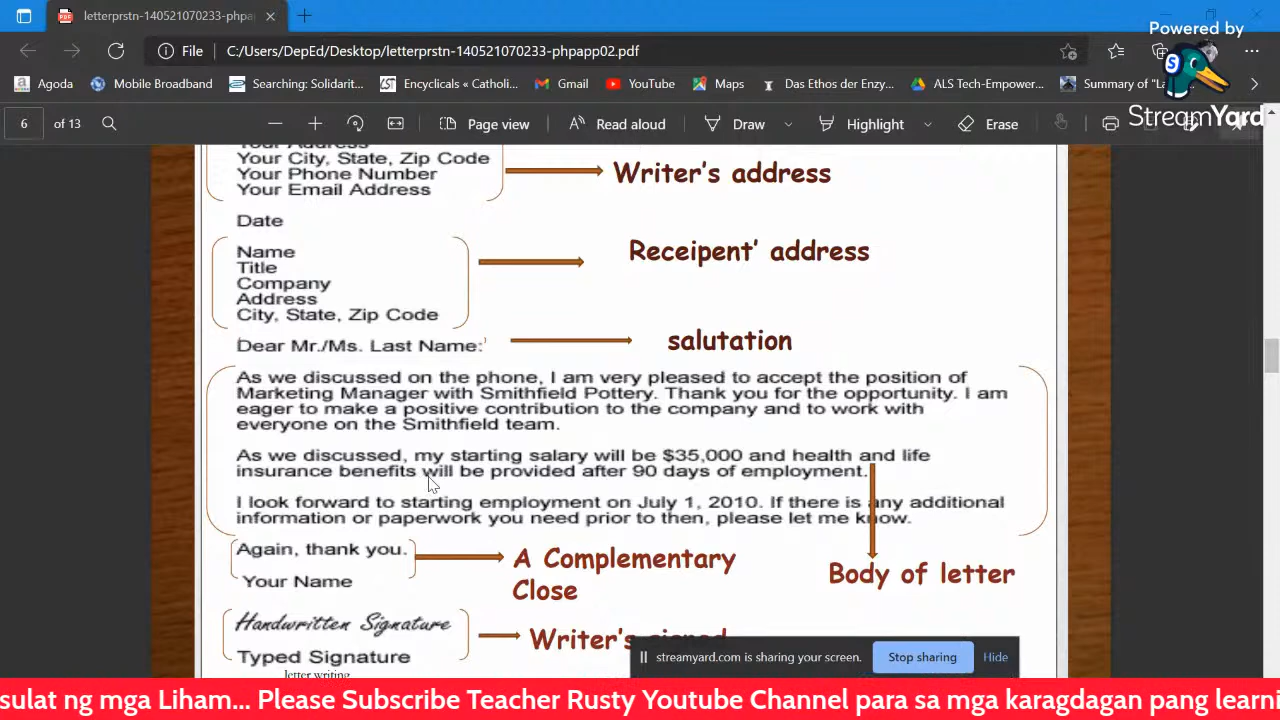 letterprstn-140521070233-phpap
Powered by
File C:/Users/DepEd/Desktop/letterprstn-140521070233-phpapp02.pdf
Agoda Mobile Broadband Searching: Solidarit... Encyclicals - Catholi... Gmail YouTube Maps Das Ethos der Enzy... ALS Tech-Empower... Summary of "La
StreamYard
6 of 13 Page view Read aloud Draw Highlight Erase
Your Address
Your City, State, Zip Code
Your Phone Number
Your Email Address
Writer's address
Date
Name
Title
Company
Address
City, State, Zip Code
Receipent' address
Dear Mr./Ms. Last Name:
salutation
As we discussed on the phone, I am very pleased to accept the position of
Marketing Manager with Smithfield Pottery. Thank you for the opportunity. I am
eager to make a positive contribution to the company and to work with
everyone on the Smithfield team.
As we discussed, my starting salary will be $35,000 and health and life
insurance benefits will be provided after 90 days of employment.
I look forward to starting employment on July 1, 2010. If there is any additional
information or paperwork you need prior to then, please let me know.
Body of letter
Again, thank you.
Your Name
A Complementary
Close
Handwritten Signature
Typed Signature
Writer's signed
letter writing
streamyard.com is sharing your screen. Stop sharing Hide
sulat ng mga Liham... Please Subscribe Teacher Rusty Youtube Channel para sa mga karagdagan pang learni